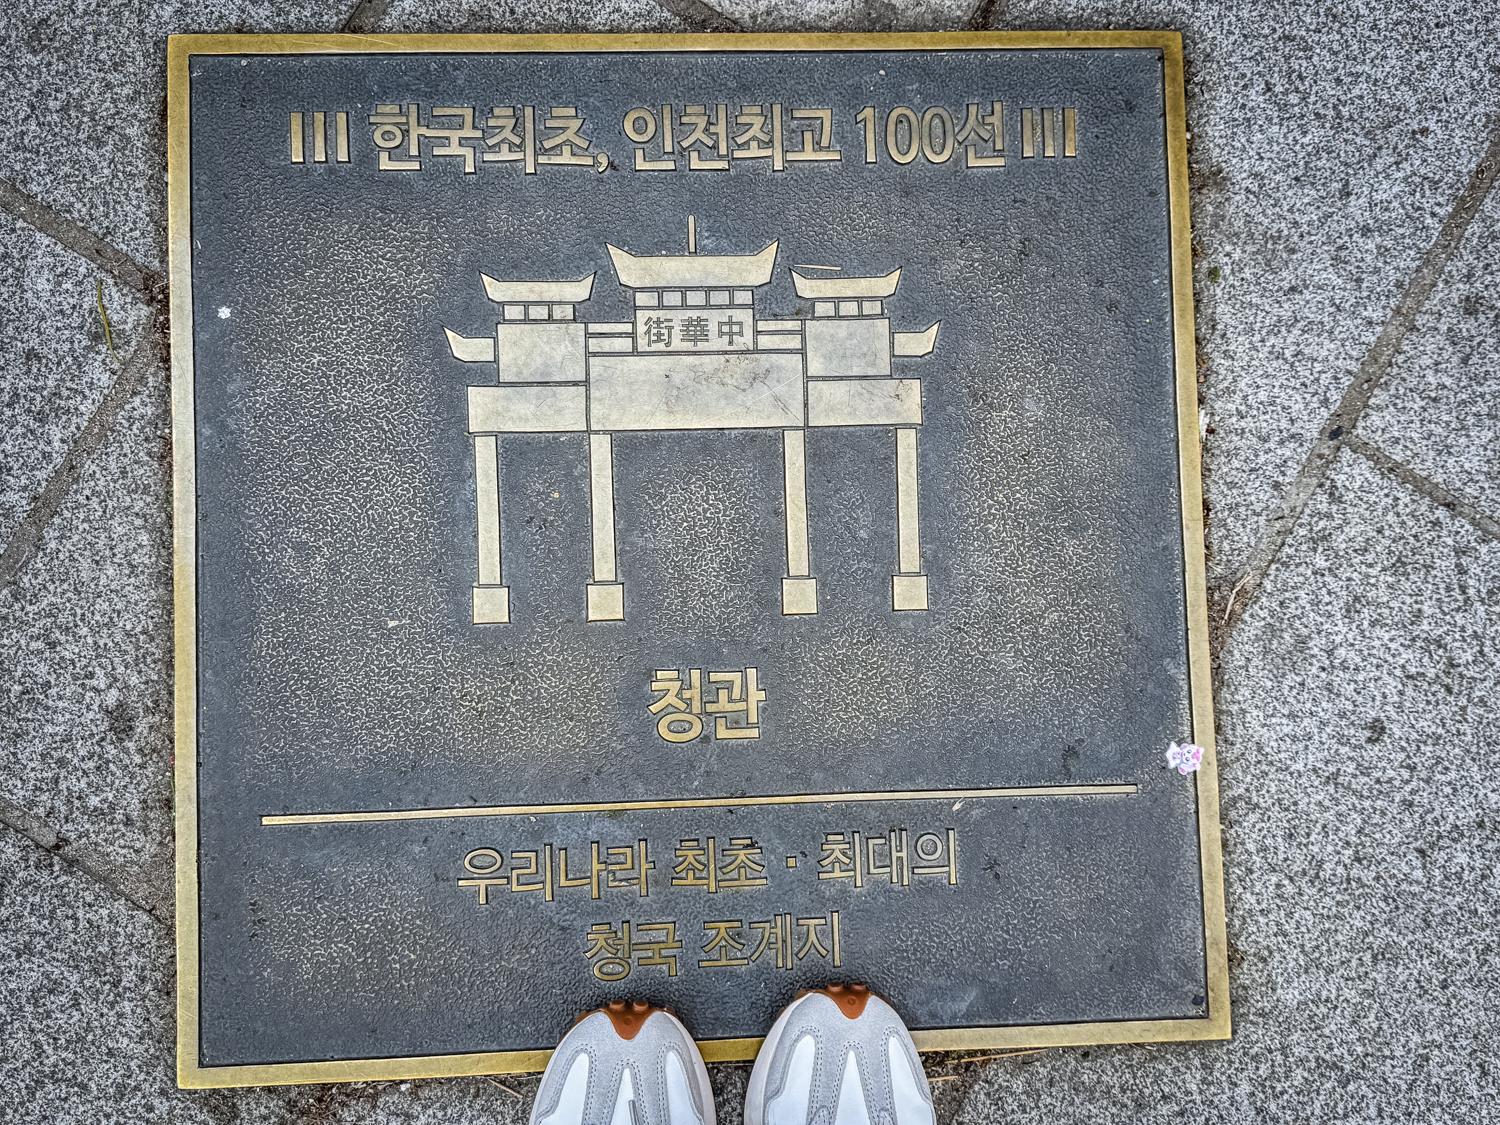 ||| 한국최초, 인천최고 100선 |||
街華中
청관
우리나라 최초 · 최대의
청국 조계지